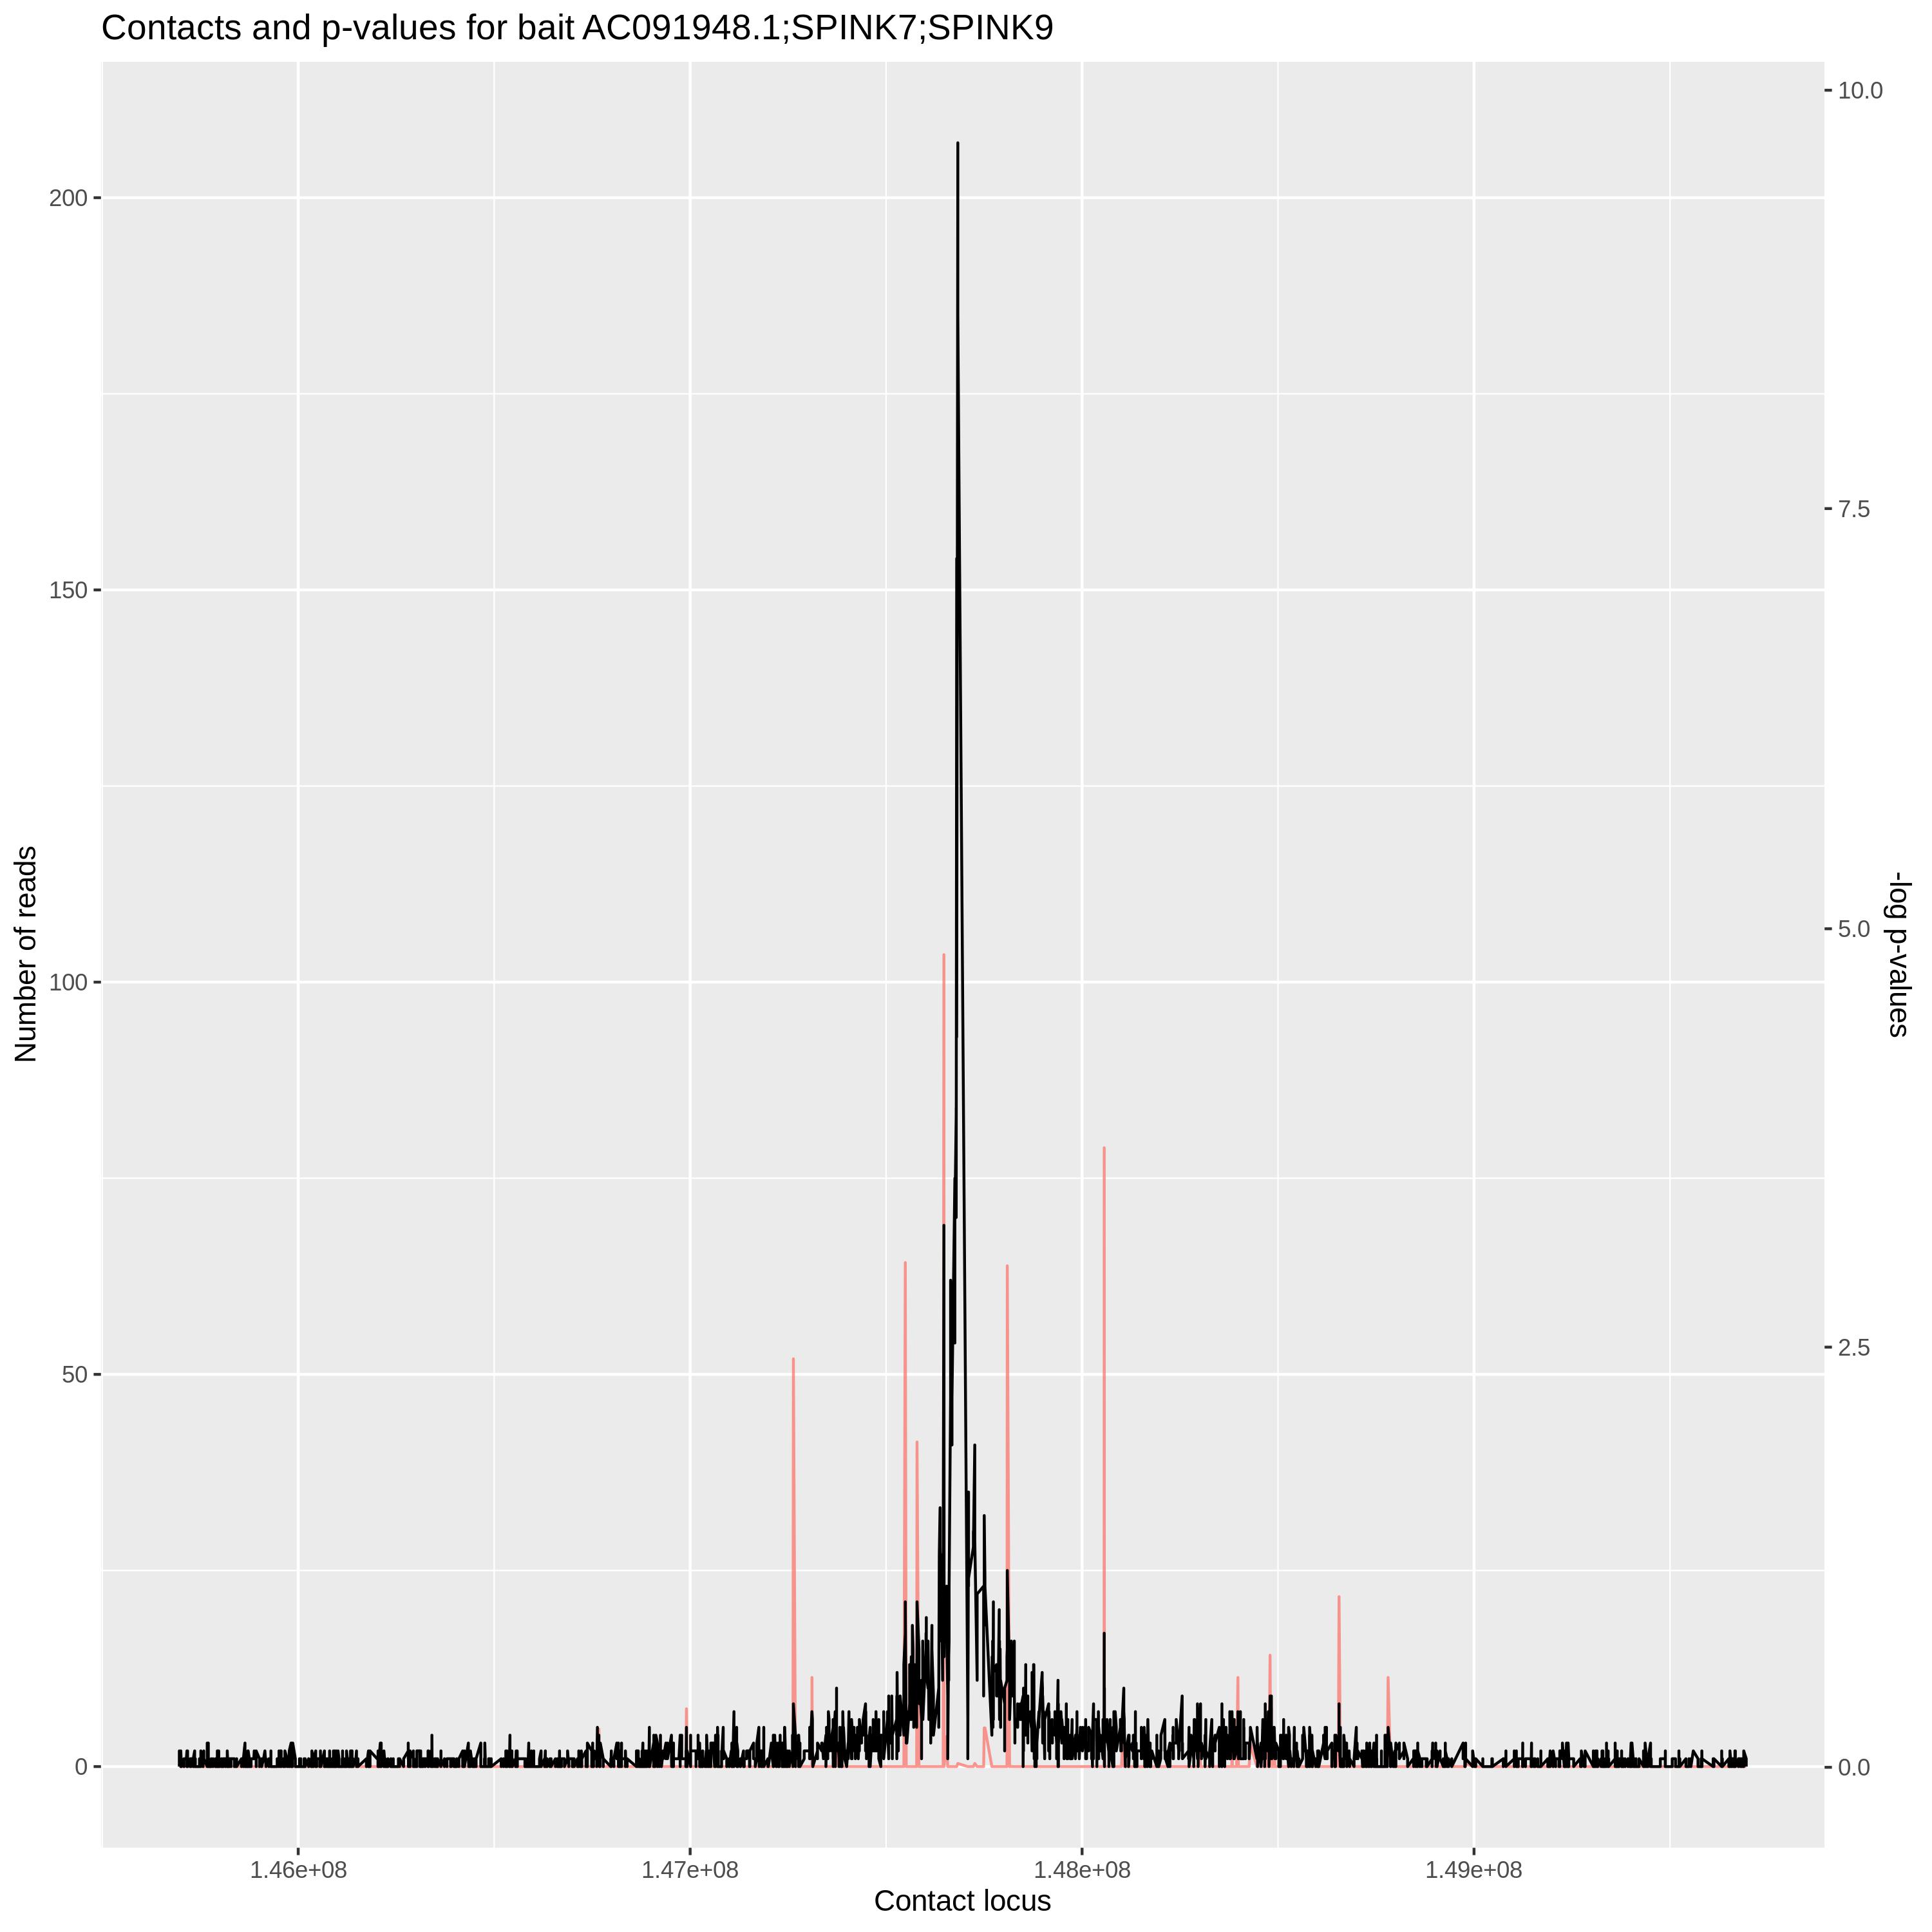 Contacts and p-values for bait AC091948.1;SPINK7;SPINK9
Number of reads
200
150
100
50
0
10.0
7.5
5.0
2.5
0.0
-log p-values
1.46e+08
1.47e+08
1.48e+08
1.49e+08
Contact locus